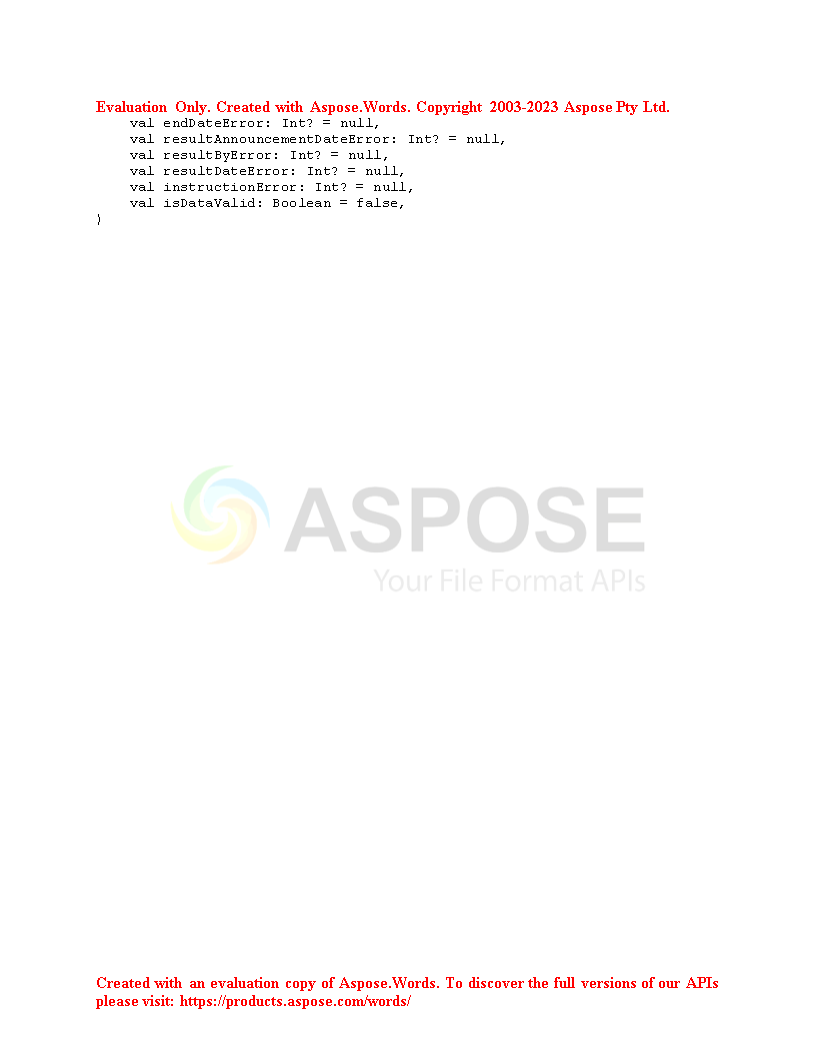 Evaluation Only. Created with Aspose.Words. Copyright 2003-2023 Aspose Pty Ltd.
    val endDateError: Int? = null,
    val resultAnnouncementDateError: Int? = null,
    val resultByError: Int? = null,
    val resultDateError: Int? = null,
    val instructionError: Int? = null,
    val isDataValid: Boolean = false,
)
ASPOSE
Your File Format APIs
Created with an evaluation copy of Aspose.Words. To discover the full versions of our APIs
please visit: https://products.aspose.com/words/